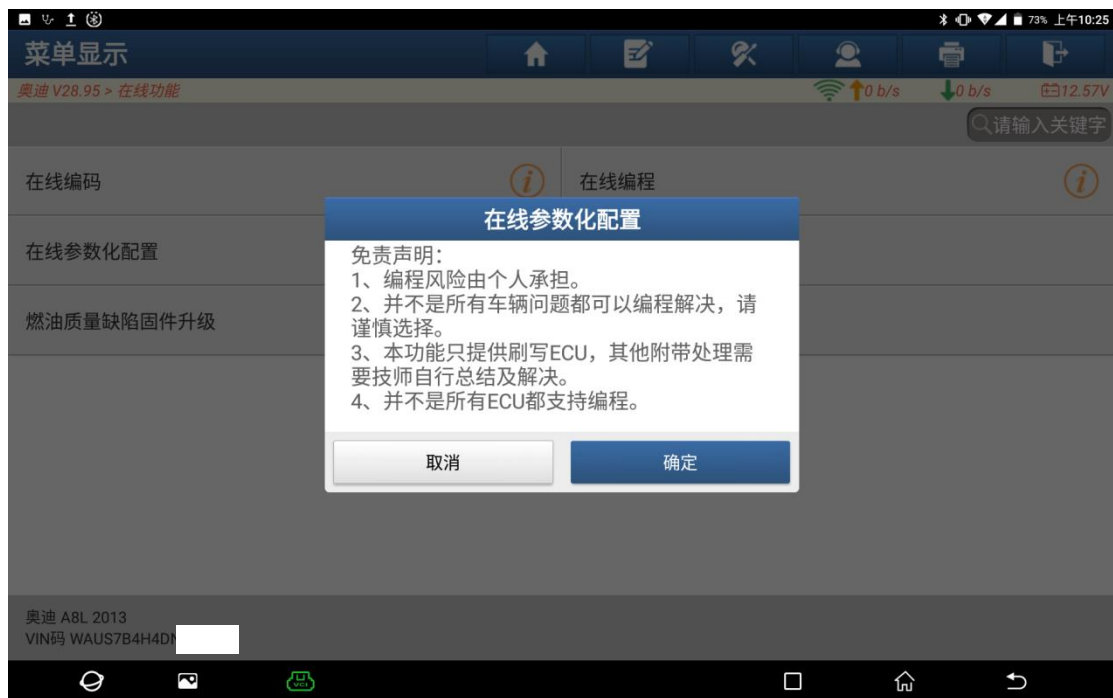 73% 上午10:25
菜单显示
奥迪 V28.95 > 在线功能
0 b/s
0 b/s
12.57V
请输入关键字
在线编码
在线编程
在线参数化配置
燃油质量缺陷固件升级
在线参数化配置
免责声明：
1、编程风险由个人承担。
2、并不是所有车辆问题都可以编程解决，请
谨慎选择。
3、本功能只提供刷写ECU，其他附带处理需
要技师自行总结及解决。
4、并不是所有ECU都支持编程。
取消
确定
奥迪 A8L 2013
VIN码 WAUS7B4H4DN
VCI